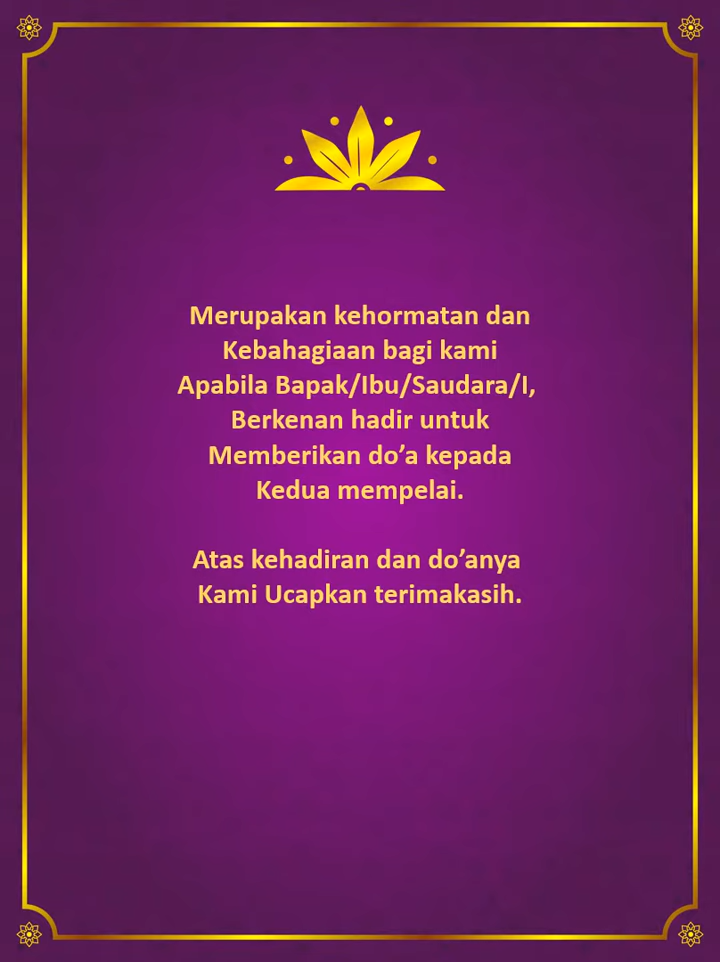 Merupakan kehormatan dan
Kebahagiaan bagi kami
Apabila Bapak/Ibu/Saudara/I,
Berkenan hadir untuk
Memberikan do’a kepada
Kedua mempelai.
Atas kehadiran dan do’anya
Kami Ucapkan terimakasih.